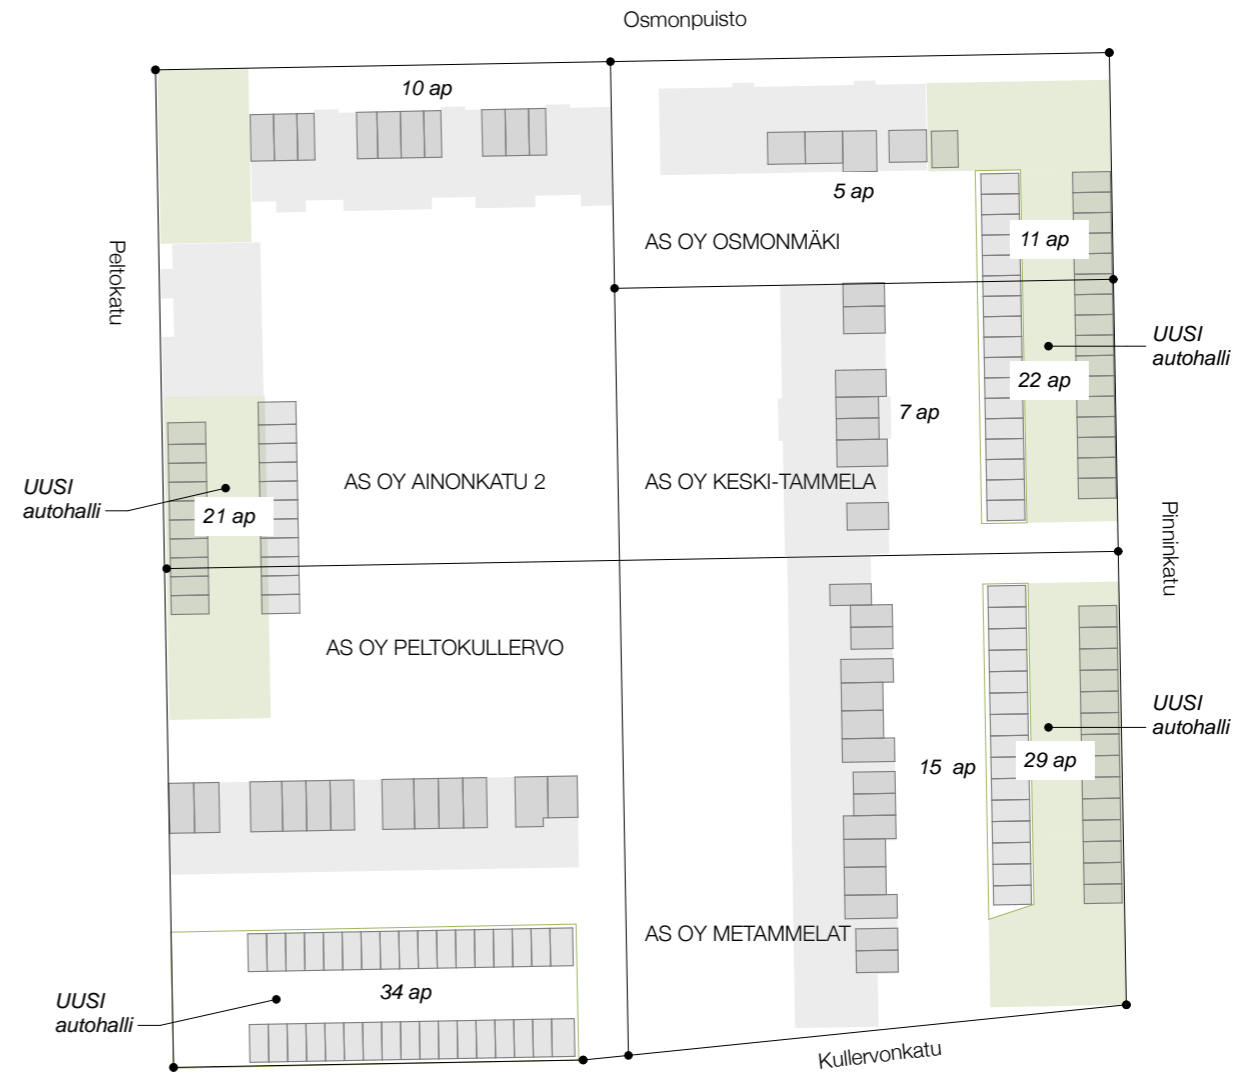 Osmonpuisto
10 ap
5 ap
Peltokatu
AS OY OSMONMÄKI
11 ap
UUSI
autohalli
22 ap
7 ap
UUSI
autohalli
AS OY AINONKATU 2
AS OY KESKI-TAMMELA
21 ap
Pinninkatu
AS OY PELTOKULLERVO
UUSI
autohalli
15 ap
29 ap
AS OY METAMMELAT
34 ap
UUSI
autohalli
Kullervonkatu